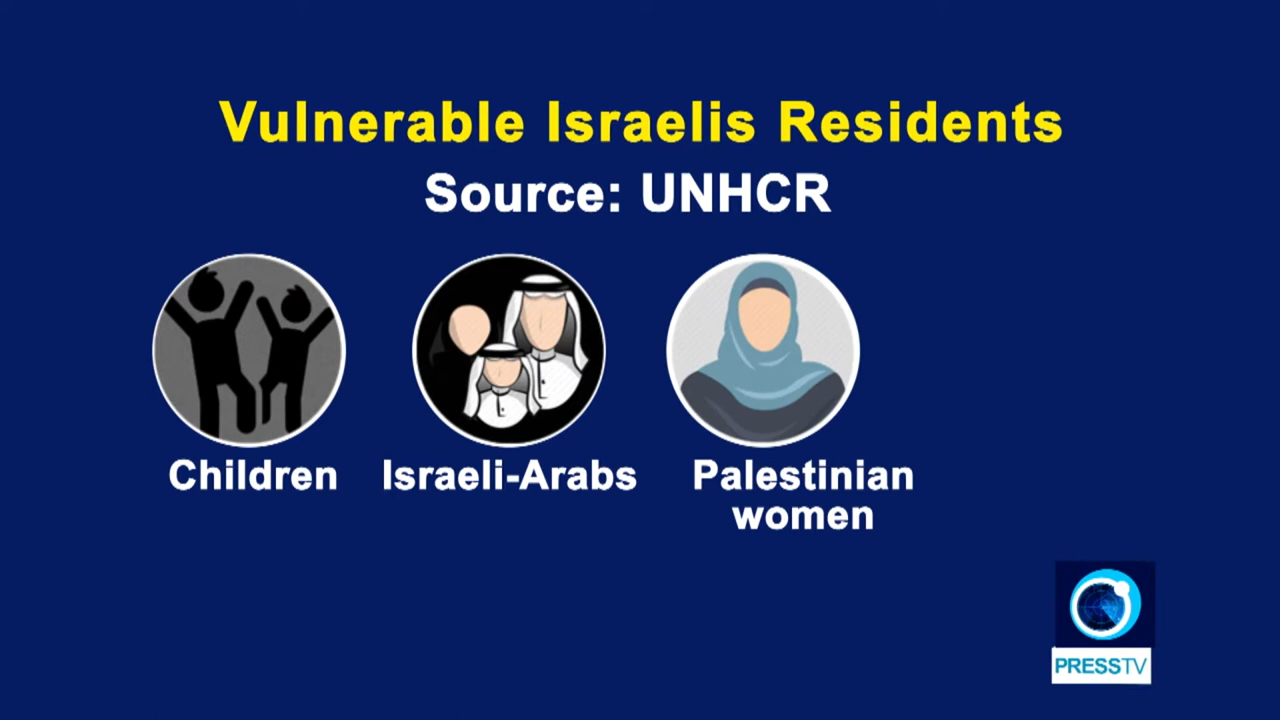 Vulnerable Israelis Residents
Source: UNHCR
Children
Israeli-Arabs
Palestinian
women
PRESSTV